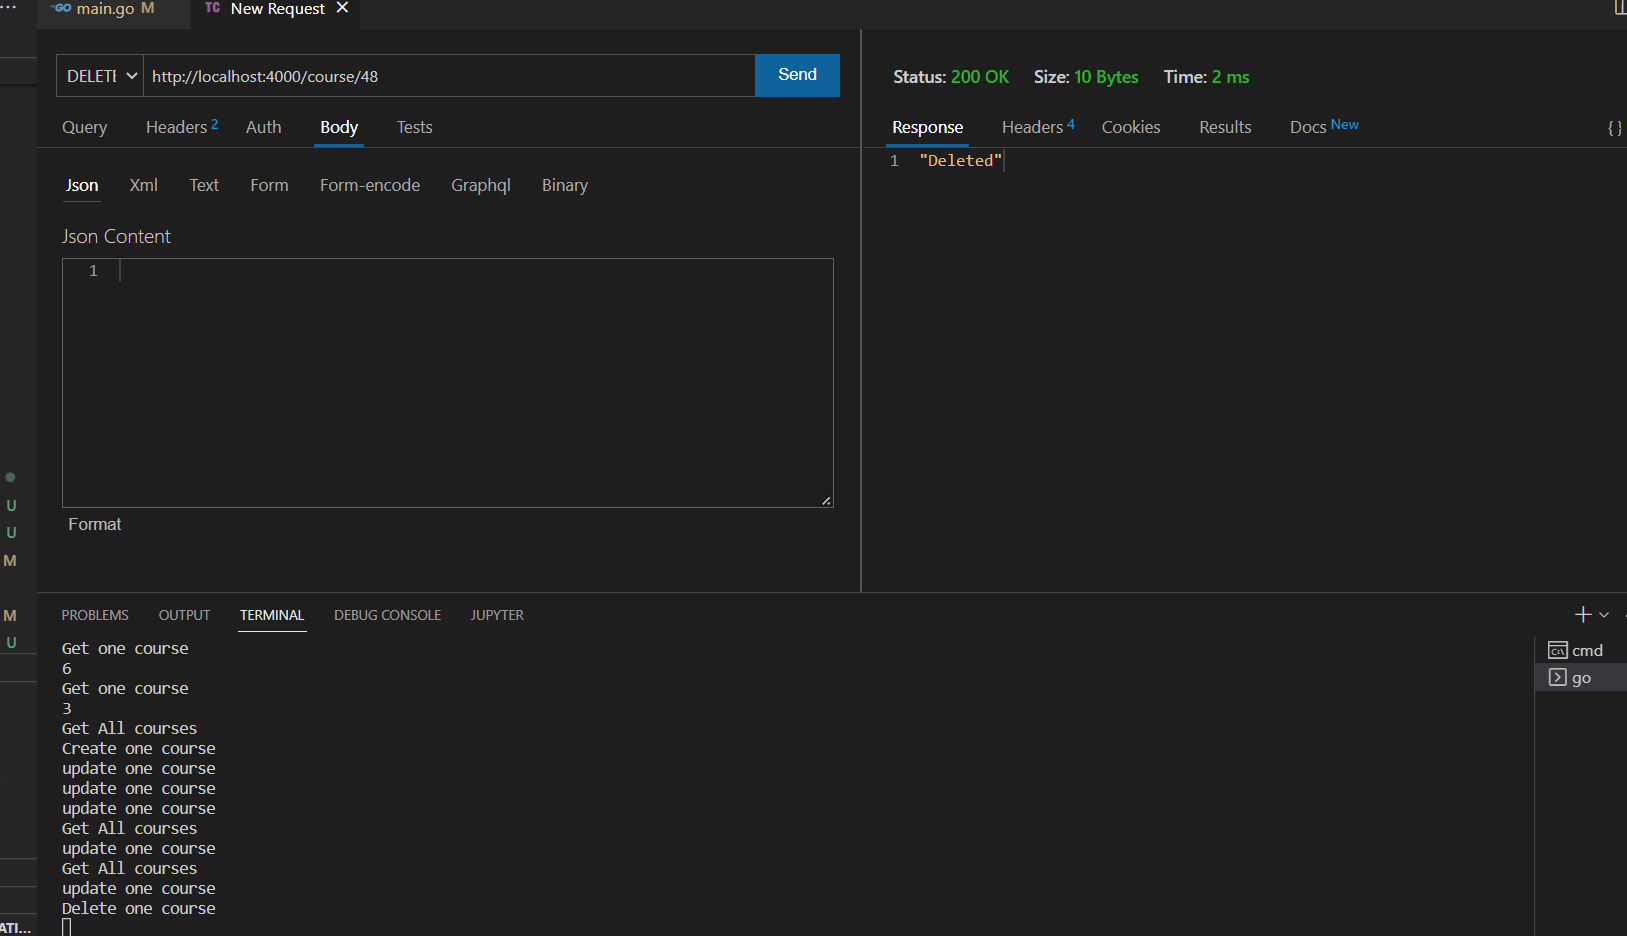 GO main.go M
TC New Request
DELETE http://localhost:4000/course/48 Send
Query Headers 2 Auth Body Tests
Json Xml Text Form Form-encode Graphql Binary
Json Content
1
Format
Status: 200 OK Size: 10 Bytes Time: 2 ms
Response Headers 4 Cookies Results Docs New {}
1 "Deleted"
U
U
M
M
U
PROBLEMS OUTPUT TERMINAL DEBUG CONSOLE JUPYTER
Get one course
6
Get one course
3
Get All courses
Create one course
update one course
update one course
update one course
Get All courses
update one course
Get All courses
update one course
Delete one course
cmd
go
ATI...